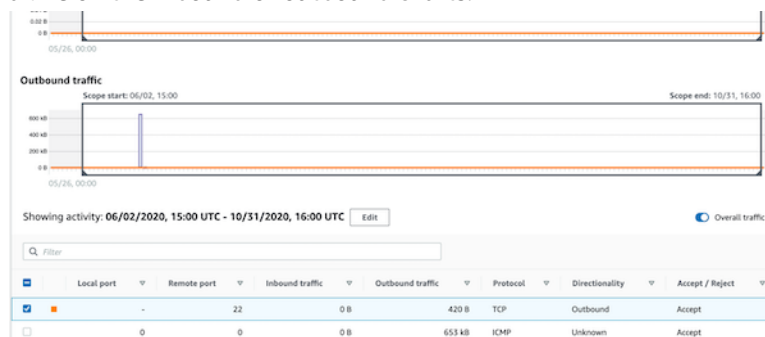 0.02 B
0 B
05/26, 00:00
Outbound traffic
Scope start: 06/02, 15:00 Scope end: 10/31, 16:00
600 kB
400 kB
200 kB
0 B
05/26, 00:00
Showing activity: 06/02/2020, 15:00 UTC - 10/31/2020, 16:00 UTC Edit Overall traffic
Filter
Local port Remote port Inbound traffic Outbound traffic Protocol Directionality Accept / Reject
- 22 0 B 420 B TCP Outbound Accept
0 0 0 B 653 kB ICMP Unknown Accept